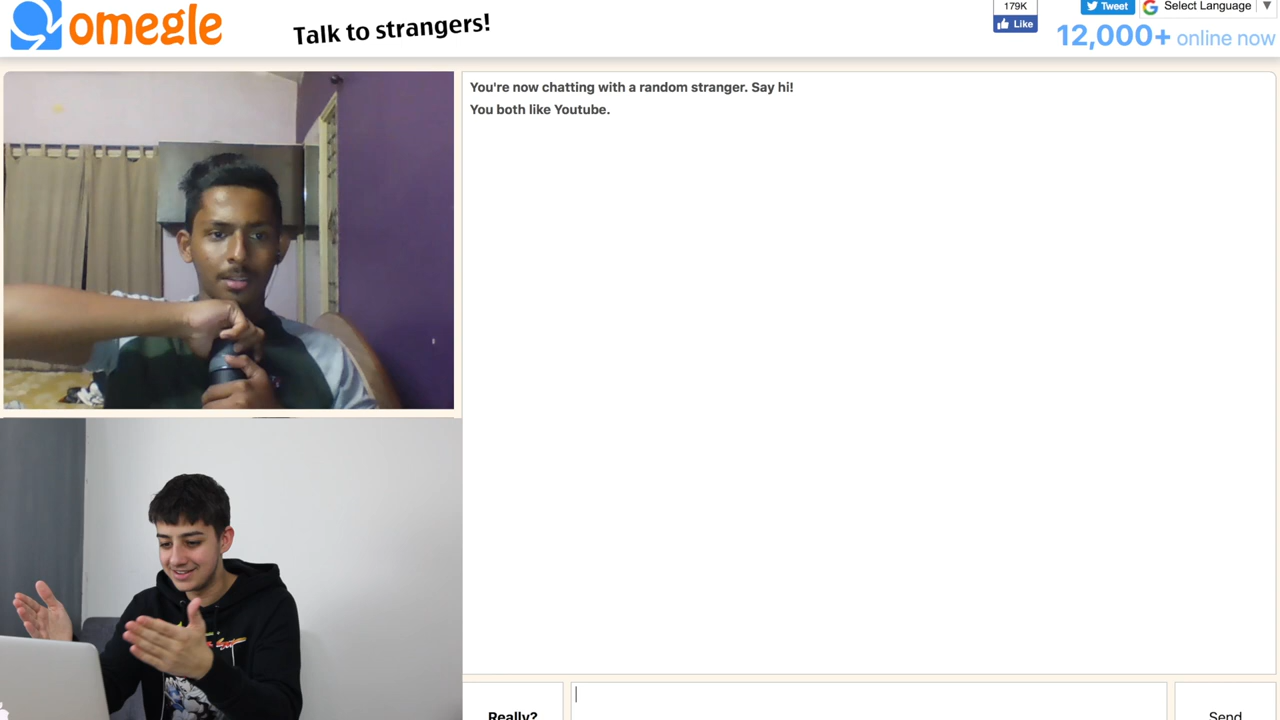 omegle
Talk to strangers!
179K
Like
Tweet
Select Language
12,000+ online now
You're now chatting with a random stranger. Say hi!
You both like Youtube.
Really?
Send